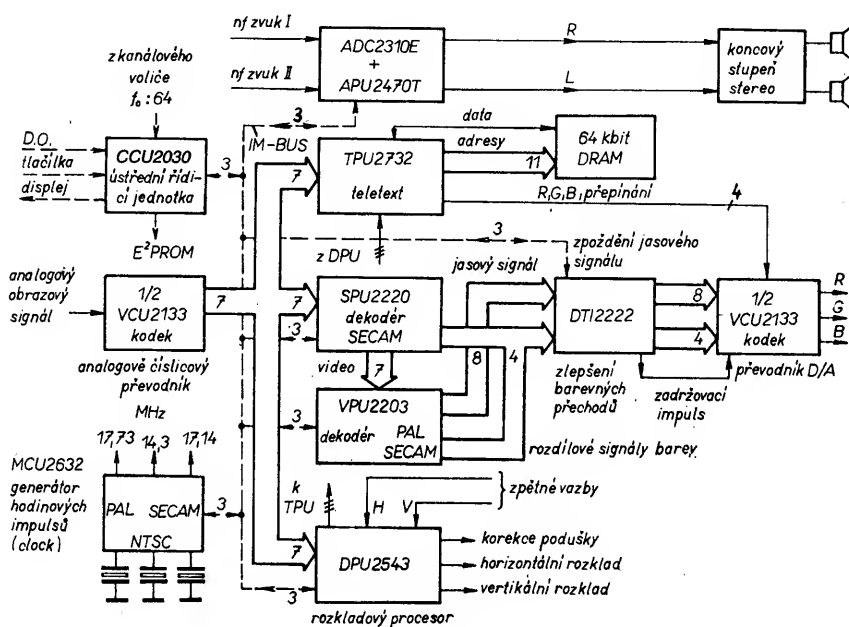 nf zvuk I
nf zvuk II
ADC2310E
+
APU2470T
R
L
koncový
stupeň
stereo
z kanálového
voliče
f₀ : 64
D.O.
tlačítka
displej
CCU2030
ústřední řídi-
cí jednotka
3
E²PROM
3
IM-BUS
7
TPU2732
teletext
data
adresy
11
64 kbit
DRAM
R,G,B, přepínání
4
z DPU
3
zpoždění jasového
signálu
analogový
obrazový
signál
1/2
VCU2133
kodek
7
analogově číslicový
převodník
7
3
SPU2220
dekodér
SECAM
jasový signál
video
7
8
4
DTI2222
8
4
1/2
VCU2133
kodek
R
G
B
převodník D/A
zlepšení
barevných
přechodů
zadržovací
impuls
3
VPU2203
dekodér
PAL
SECAM
rozdílové signály barev
MHz
17,73
14,3
17,14
MCU2632
generátor
hodinových
impulsů
(clock)
PAL
SECAM
NTSC
3
k
TPU
H
V
zpětné vazby
7
3
DPU2543
korekce podušky
horizontální rozklad
vertikální rozklad
rozkladový procesor